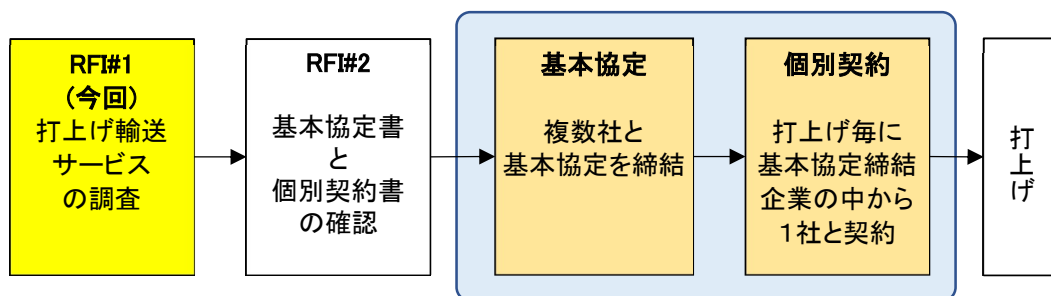 RFI#1
(今回)
打上げ輸送
サービス
の調査
RFI#2
基本協定書
と
個別契約書
の確認
基本協定
複数社と
基本協定を締結
個別契約
打上げ毎に
基本協定締結
企業の中から
１社と契約
打上げ